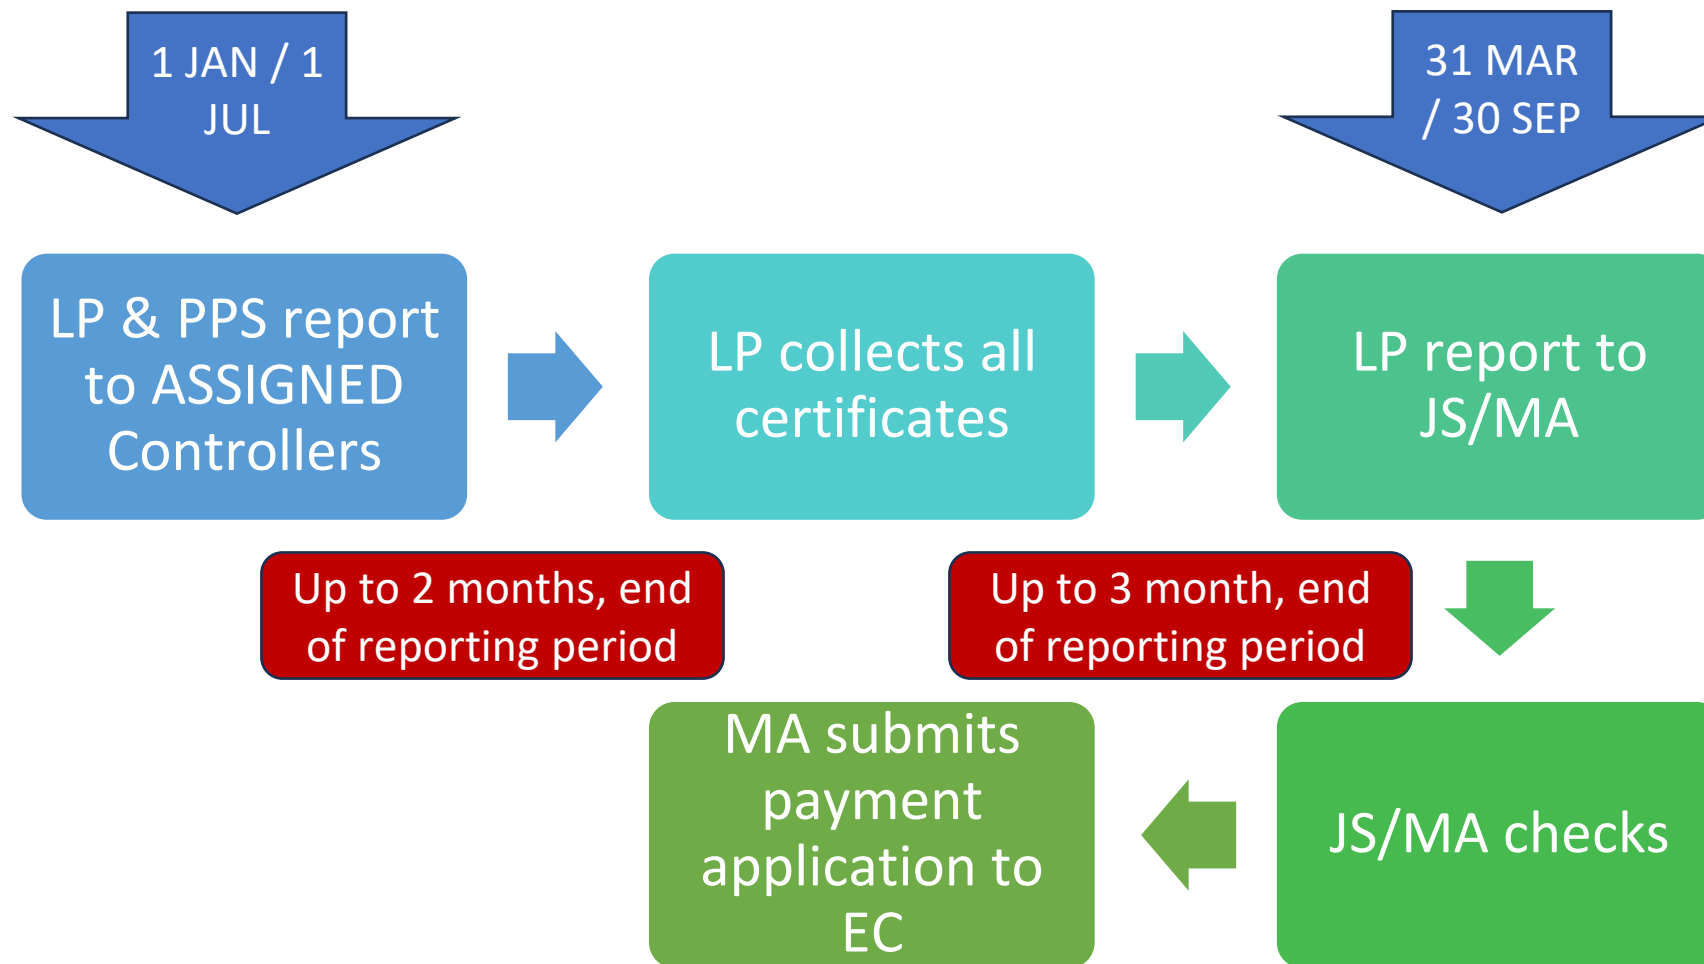 1 JAN / 1
JUL
31 MAR
/ 30 SEP
LP & PPS report
to ASSIGNED
Controllers
LP collects all
certificates
LP report to
JS/MA
Up to 2 months, end
of reporting period
Up to 3 month, end
of reporting period
JS/MA checks
MA submits
payment
application to
EC